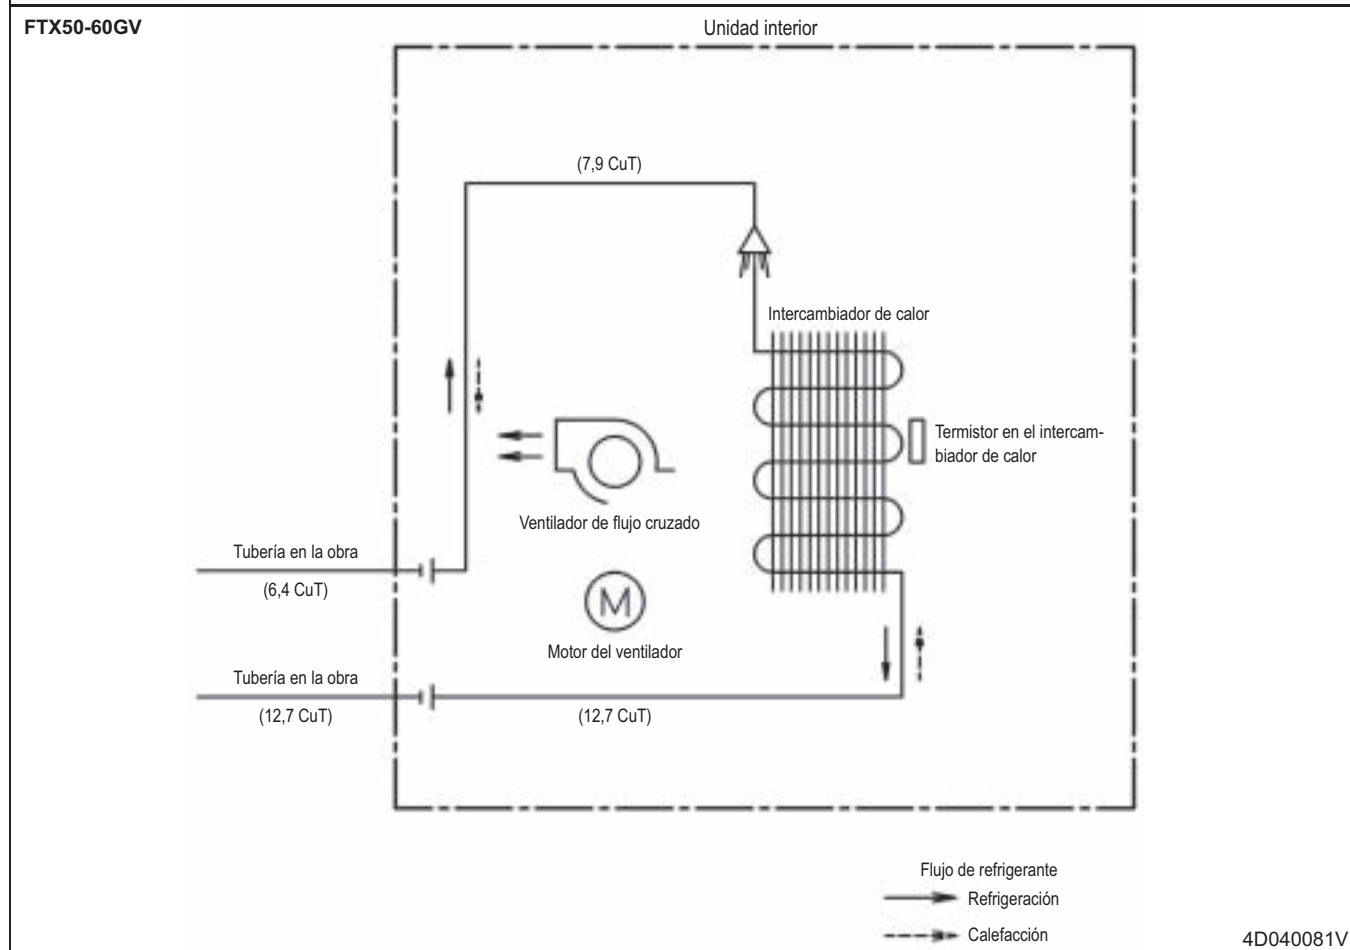 FTX50-60GV
Unidad interior
(7,9 CuT)
Intercambiador de calor
Termistor en el intercam-
biador de calor
Ventilador de flujo cruzado
Tubería en la obra
(6,4 CuT)
M
Motor del ventilador
Tubería en la obra
(12,7 CuT)
(12,7 CuT)
Flujo de refrigerante
Refrigeración
Calefacción
4D040081V